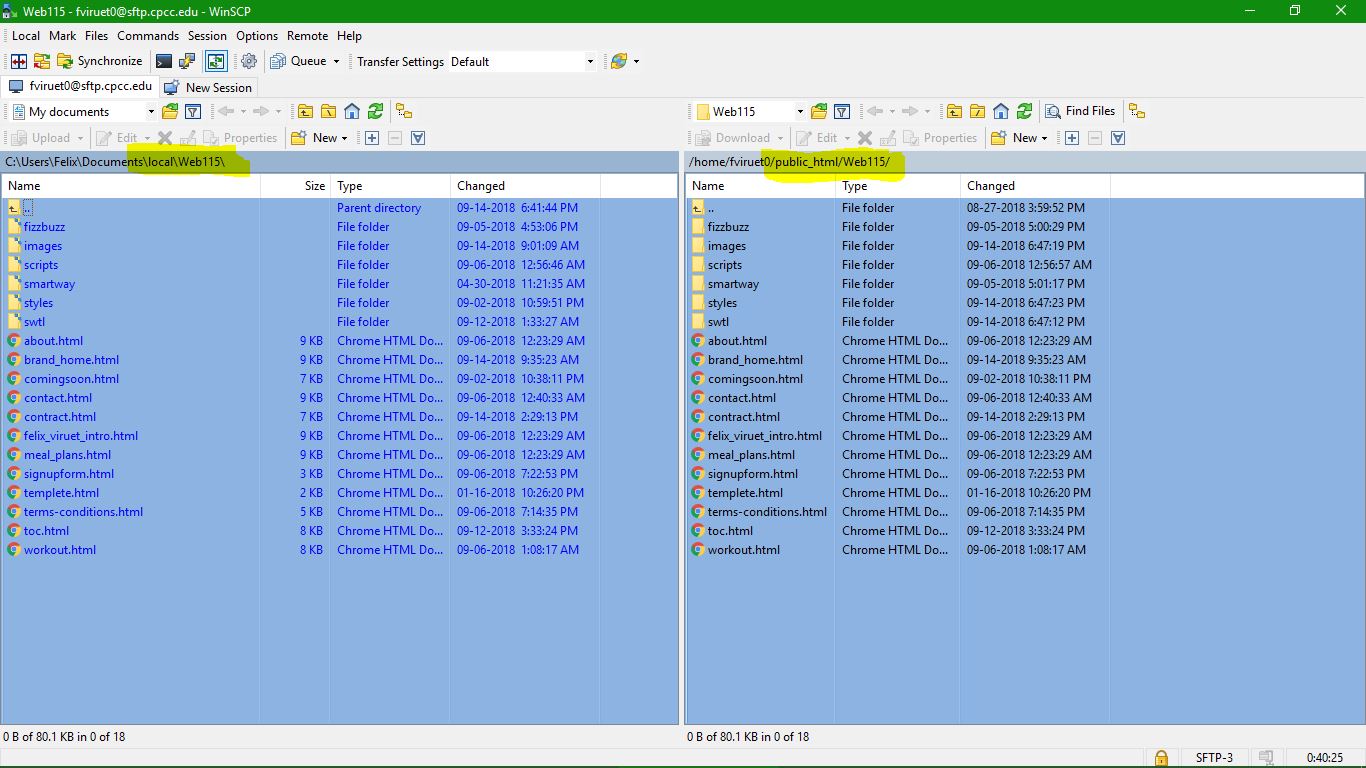 Web115 - fviruet0@sftp.cpcc.edu - WinSCP
Local Mark Files Commands Session Options Remote Help
Synchronize Queue Transfer Settings Default
fviruet0@sftp.cpcc.edu New Session
My documents Web115 Find Files
Upload Edit Properties New Download Edit Properties New
C:\Users\Felix\Documents\local\Web115\ /home/fviruet0/public_html/Web115/
Name Size Type Changed Name Type Changed
.. Parent directory 09-14-2018 6:41:44 PM .. File folder 08-27-2018 3:59:52 PM
fizzbuzz File folder 09-05-2018 4:53:06 PM fizzbuzz File folder 09-05-2018 5:00:29 PM
images File folder 09-14-2018 9:01:09 AM images File folder 09-14-2018 6:47:19 PM
scripts File folder 09-06-2018 12:56:46 AM scripts File folder 09-06-2018 12:56:57 AM
smartway File folder 04-30-2018 11:21:35 AM smartway File folder 09-05-2018 5:01:17 PM
styles File folder 09-02-2018 10:59:51 PM styles File folder 09-14-2018 6:47:23 PM
swtl File folder 09-12-2018 1:33:27 AM swtl File folder 09-14-2018 6:47:12 PM
about.html 9 KB Chrome HTML Do... 09-06-2018 12:23:29 AM about.html Chrome HTML Do... 09-06-2018 12:23:29 AM
brand_home.html 9 KB Chrome HTML Do... 09-14-2018 9:35:23 AM brand_home.html Chrome HTML Do... 09-14-2018 9:35:23 AM
comingsoon.html 7 KB Chrome HTML Do... 09-02-2018 10:38:11 PM comingsoon.html Chrome HTML Do... 09-02-2018 10:38:11 PM
contact.html 9 KB Chrome HTML Do... 09-06-2018 12:40:33 AM contact.html Chrome HTML Do... 09-06-2018 12:40:33 AM
contract.html 7 KB Chrome HTML Do... 09-14-2018 2:29:13 PM contract.html Chrome HTML Do... 09-14-2018 2:29:13 PM
felix_viruet_intro.html 9 KB Chrome HTML Do... 09-06-2018 12:23:29 AM felix_viruet_intro.html Chrome HTML Do... 09-06-2018 12:23:29 AM
meal_plans.html 9 KB Chrome HTML Do... 09-06-2018 12:23:29 AM meal_plans.html Chrome HTML Do... 09-06-2018 12:23:29 AM
signupform.html 3 KB Chrome HTML Do... 09-06-2018 7:22:53 PM signupform.html Chrome HTML Do... 09-06-2018 7:22:53 PM
templete.html 2 KB Chrome HTML Do... 01-16-2018 10:26:20 PM templete.html Chrome HTML Do... 01-16-2018 10:26:20 PM
terms-conditions.html 5 KB Chrome HTML Do... 09-06-2018 7:14:35 PM terms-conditions.html Chrome HTML Do... 09-06-2018 7:14:35 PM
toc.html 8 KB Chrome HTML Do... 09-12-2018 3:33:24 PM toc.html Chrome HTML Do... 09-12-2018 3:33:24 PM
workout.html 8 KB Chrome HTML Do... 09-06-2018 1:08:17 AM workout.html Chrome HTML Do... 09-06-2018 1:08:17 AM
0 B of 80.1 KB in 0 of 18 0 B of 80.1 KB in 0 of 18
SFTP-3 0:40:25